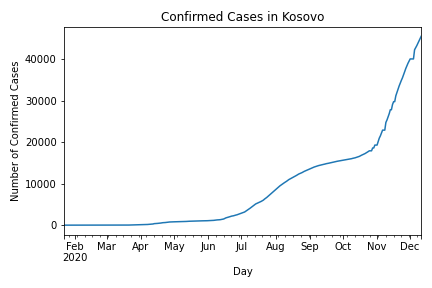 Confirmed Cases in Kosovo
Number of Confirmed Cases
40000
30000
20000
10000
0
Feb Mar Apr May Jun Jul Aug Sep Oct Nov Dec
2020
Day